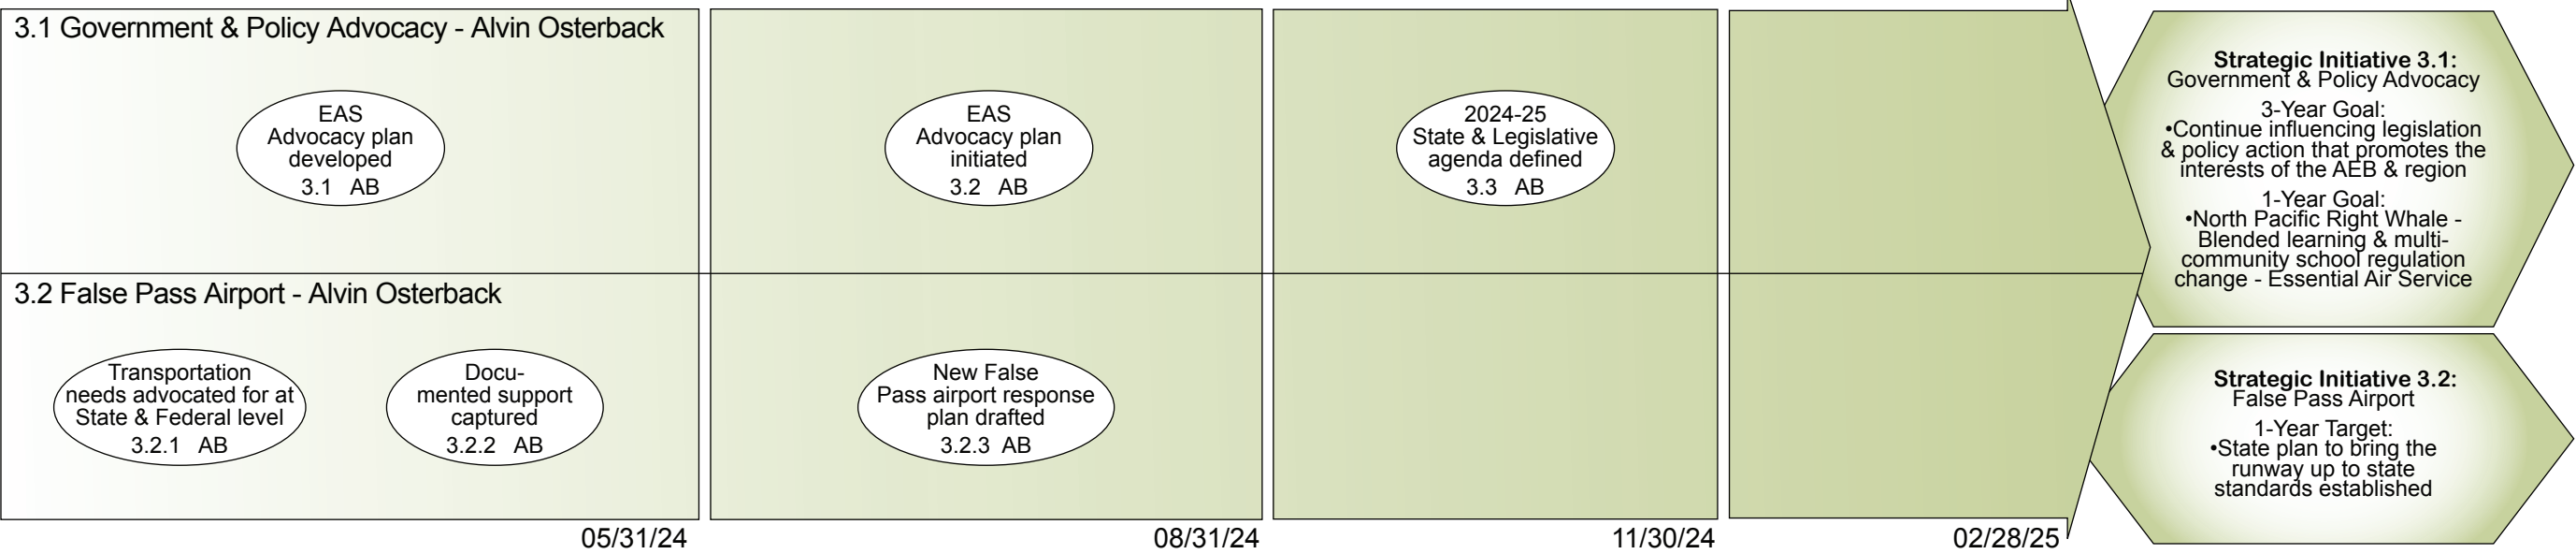 3.1 Government & Policy Advocacy - Alvin Osterback
EAS
Advocacy plan
developed
3.1 AB
EAS
Advocacy plan
initiated
3.2 AB
2024-25
State & Legislative
agenda defined
3.3 AB
3.2 False Pass Airport - Alvin Osterback
Transportation
needs advocated for at
State & Federal level
3.2.1 AB
Docu-
mented support
captured
3.2.2 AB
New False
Pass airport response
plan drafted
3.2.3 AB
05/31/24
08/31/24
11/30/24
02/28/25
Strategic Initiative 3.1:
Government & Policy Advocacy
3-Year Goal:
•Continue influencing legislation
& policy action that promotes the
interests of the AEB & region
1-Year Goal:
•North Pacific Right Whale -
Blended learning & multi-
community school regulation
change - Essential Air Service
Strategic Initiative 3.2:
False Pass Airport
1-Year Target:
•State plan to bring the
runway up to state
standards established